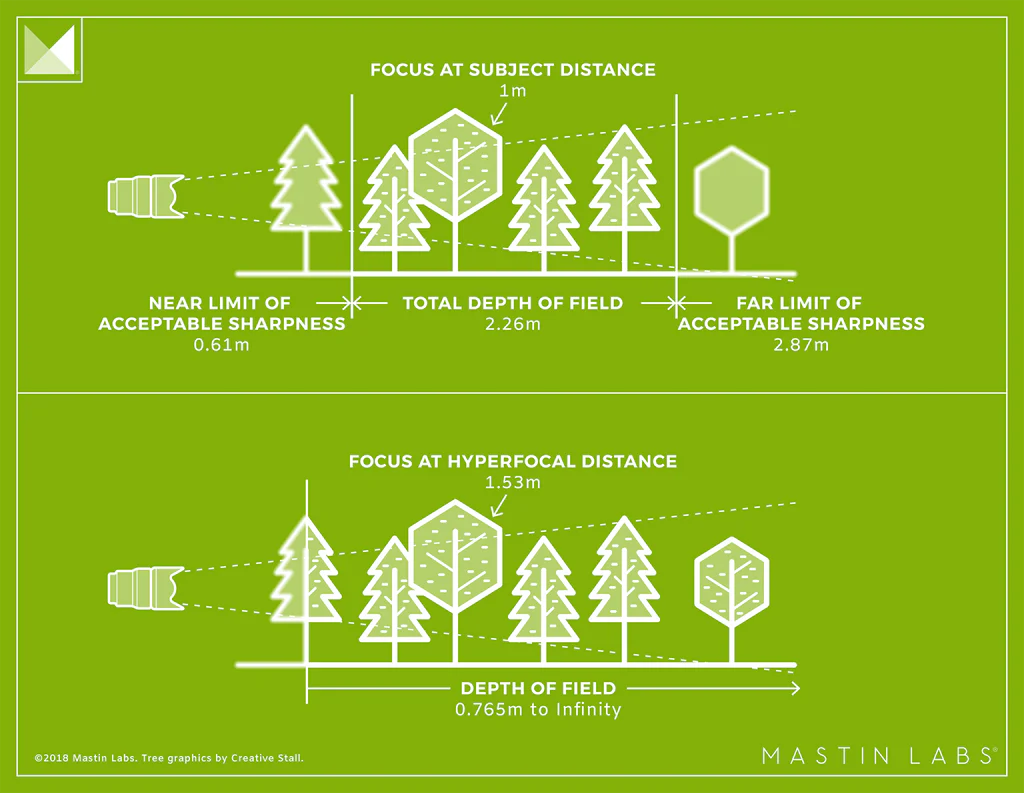 FOCUS AT SUBJECT DISTANCE
1m
NEAR LIMIT OF
ACCEPTABLE SHARPNESS
0.61m
TOTAL DEPTH OF FIELD
2.26m
FAR LIMIT OF
ACCEPTABLE SHARPNESS
2.87m
FOCUS AT HYPERFOCAL DISTANCE
1.53m
DEPTH OF FIELD
0.765m to Infinity
©2018 Mastin Labs. Tree graphics by Creative Stall.
MASTIN LABS®